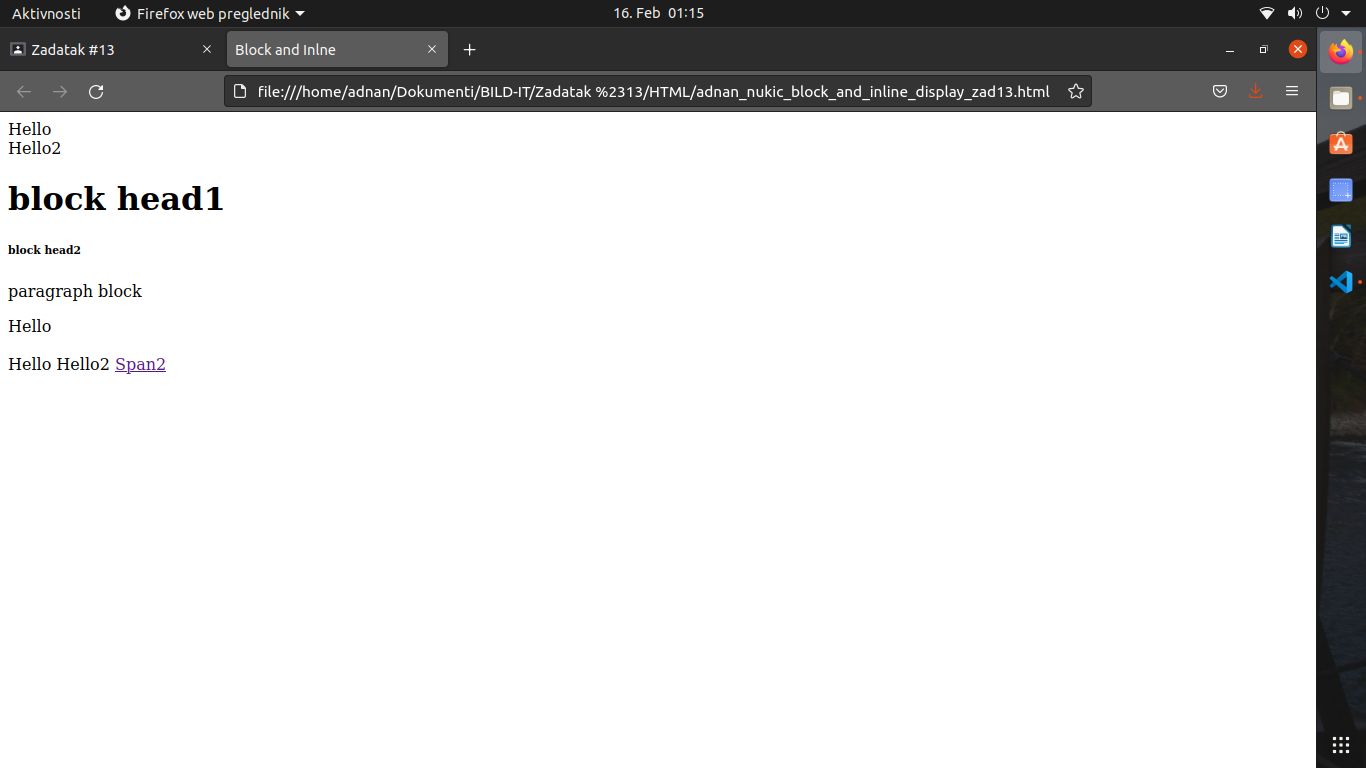 Aktivnosti Firefox web preglednik 16. Feb 01:15
Zadatak #13 Block and Inlne
file:///home/adnan/Dokumenti/BILD-IT/Zadatak %2313/HTML/adnan_nukic_block_and_inline_display_zad13.html
Hello
Hello2
block head1
block head2
paragraph block
Hello
Hello Hello2 Span2